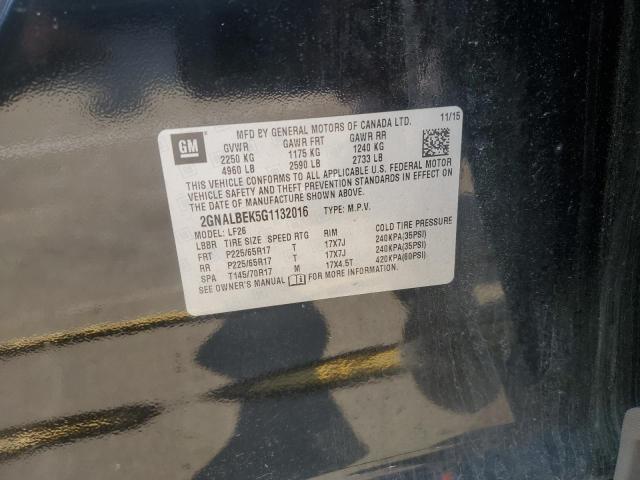 GM
MFD BY GENERAL MOTORS OF CANADA LTD. 11/15
GVWR GAWR FRT GAWR RR
2250 KG 1175 KG 1240 KG
4960 LB 2590 LB 2733 LB
THIS VEHICLE CONFORMS TO ALL APPLICABLE U.S. FEDERAL MOTOR
VEHICLE SAFETY AND THEFT PREVENTION STANDARDS IN EFFECT ON
THE DATE OF MANUFACTURE SHOWN ABOVE.
2GNALBEK5G1132016 TYPE: M.P.V.
MODEL: LF26
LBBR TIRE SIZE SPEED RTG RIM COLD TIRE PRESSURE
FRT P225/65R17 T 17X7J 240KPA(35PSI)
RR P225/65R17 T 17X7J 240KPA(35PSI)
SPA T145/70R17 M 17X4.5T 420KPA(60PSI)
SEE OWNER'S MANUAL FOR MORE INFORMATION.